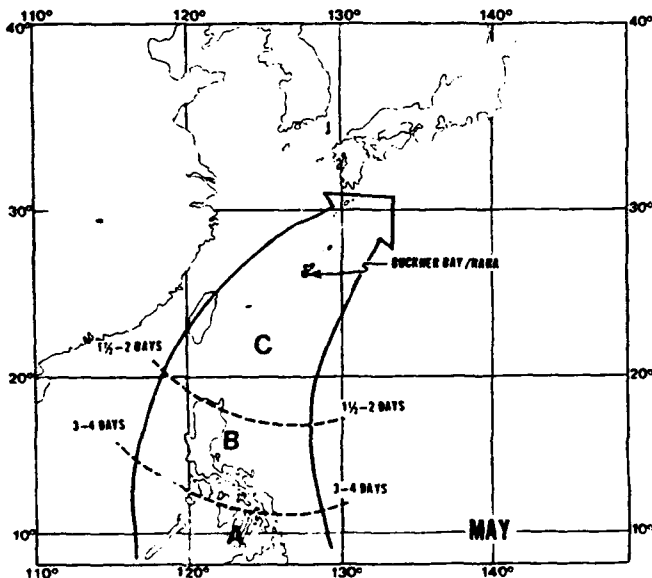 110° 120° 130° 140°
40° 40°
30° 30°
BUCKNER BAY/NAHA
C
1½-2 DAYS
20° 20°
1½-2 DAYS
B
3-4 DAYS
3-4 DAYS
10° A MAY 10°
110° 120° 130° 140°